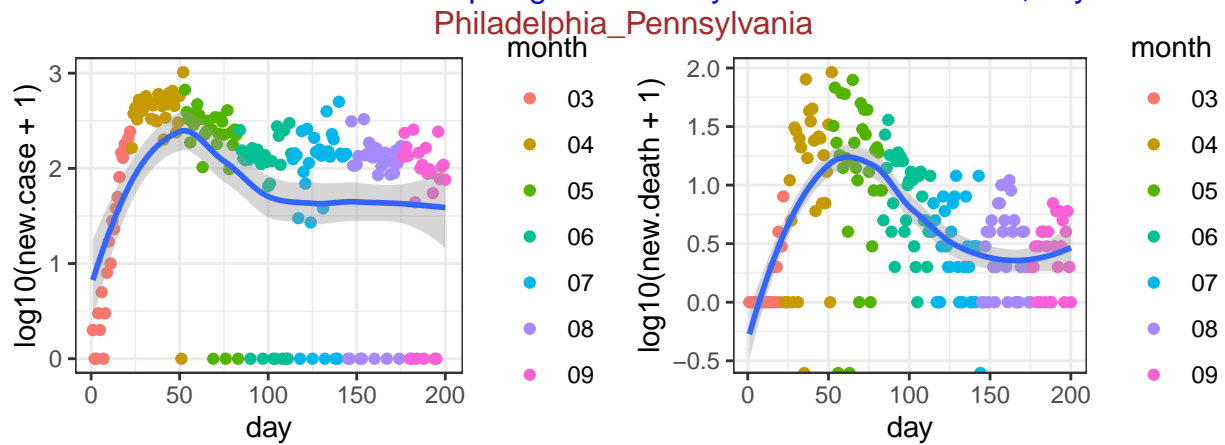 Philadelphia_Pennsylvania
month
03
04
05
06
07
08
09
log10(new.case + 1)
3
2
1
0
0 50 100 150 200
day
month
03
04
05
06
07
08
09
log10(new.death + 1)
2.0
1.5
1.0
0.5
0.0
−0.5
0 50 100 150 200
day